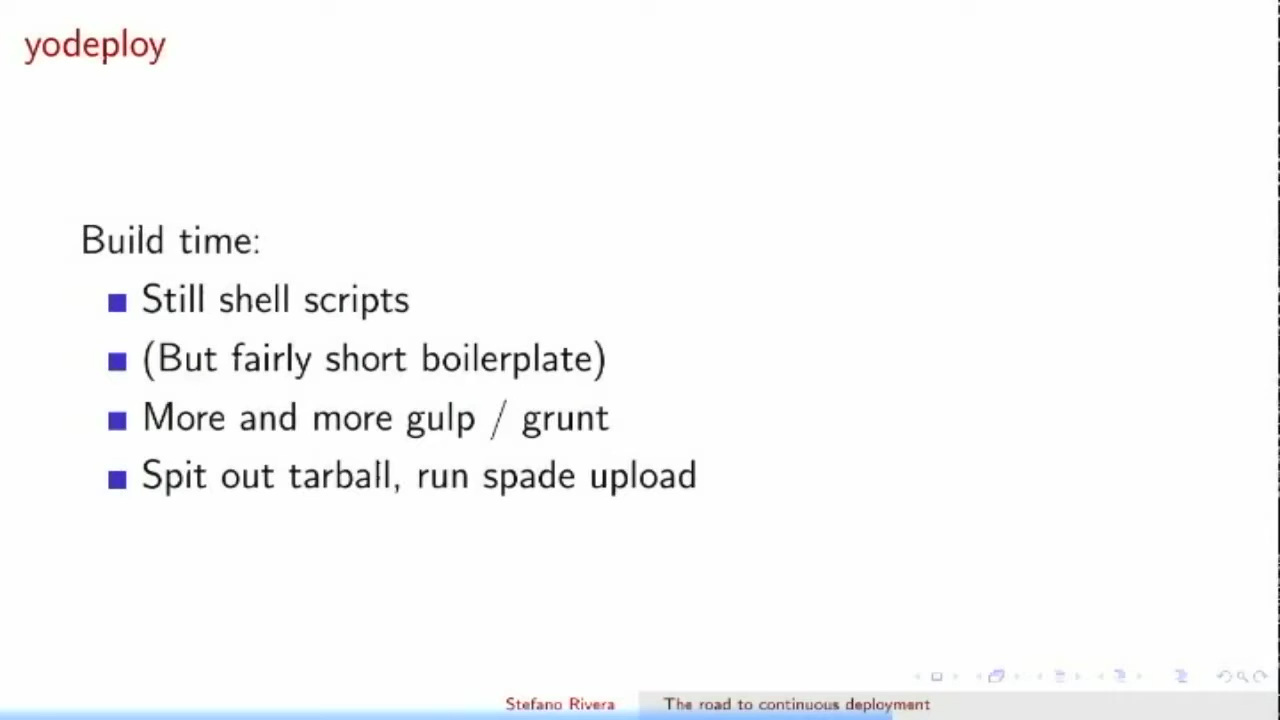 yodeploy
Build time:
Still shell scripts
(But fairly short boilerplate)
More and more gulp / grunt
Spit out tarball, run spade upload
Stefano Rivera
The road to continuous deployment